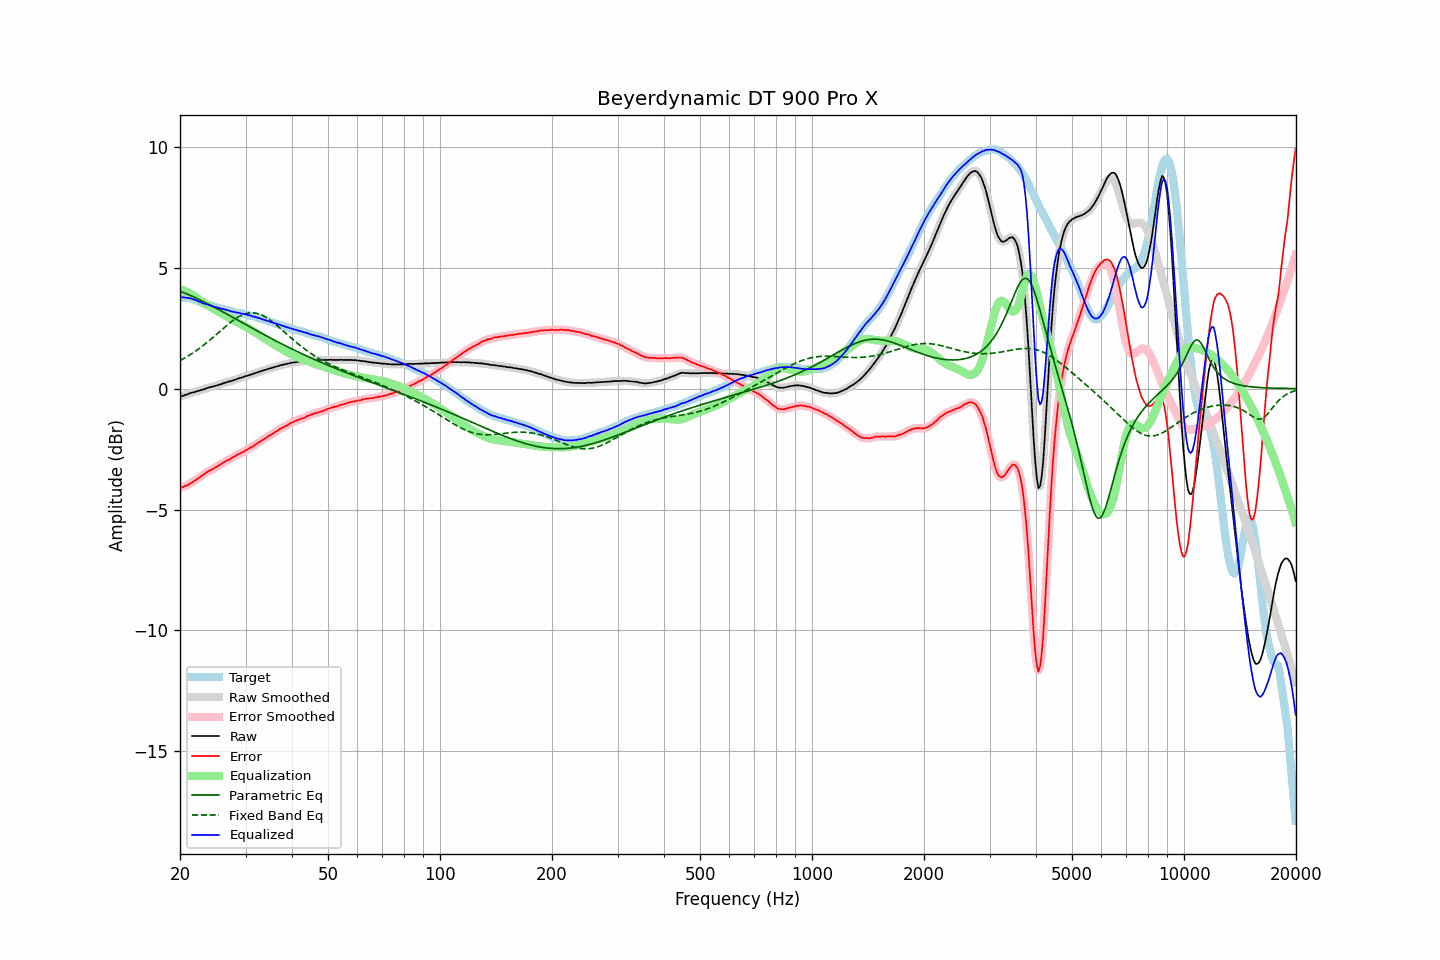 Beyerdynamic DT 900 Pro X
10
5
0
−5
−10
−15
Amplitude (dBr)
Target
Raw Smoothed
Error Smoothed
Raw
Error
Equalization
Parametric Eq
Fixed Band Eq
Equalized
20 50 100 200 500 1000 2000 5000 10000 20000
Frequency (Hz)